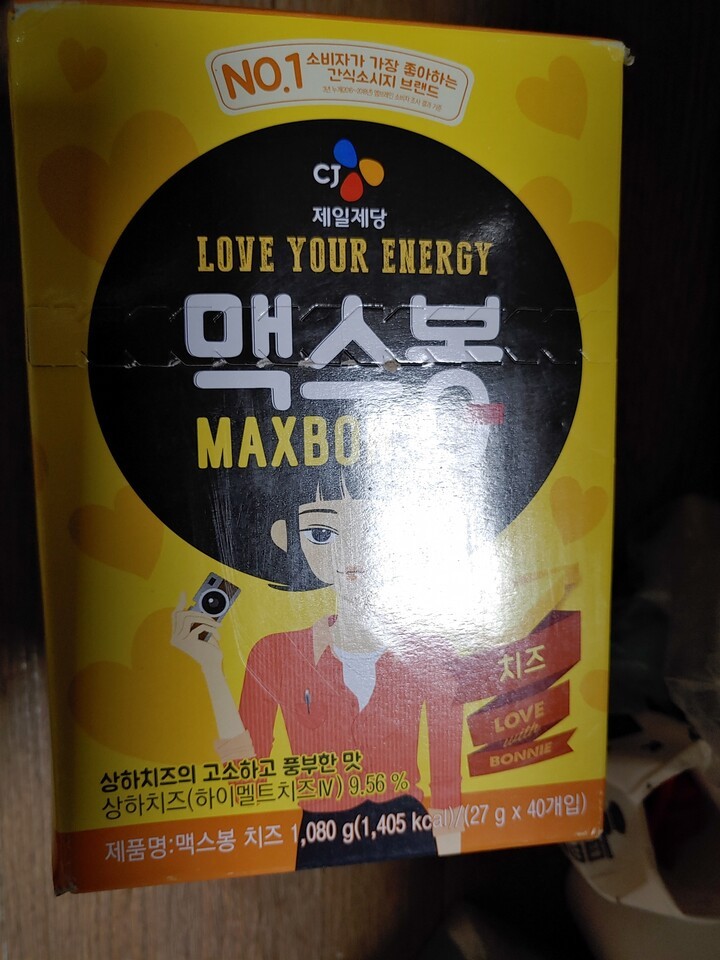 NO.1 소비자가 가장 좋아하는
간식소시지 브랜드
CJ
제일제당
LOVE YOUR ENERGY
맥스봉
MAXBON
치즈
LOVE
with
BONNIE
상하치즈의 고소하고 풍부한 맛
상하치즈(하이멜트치즈Ⅳ) 9.56 %
제품명:맥스봉 치즈 1,080 g(1,405 kcal)/(27 g x 40개입)